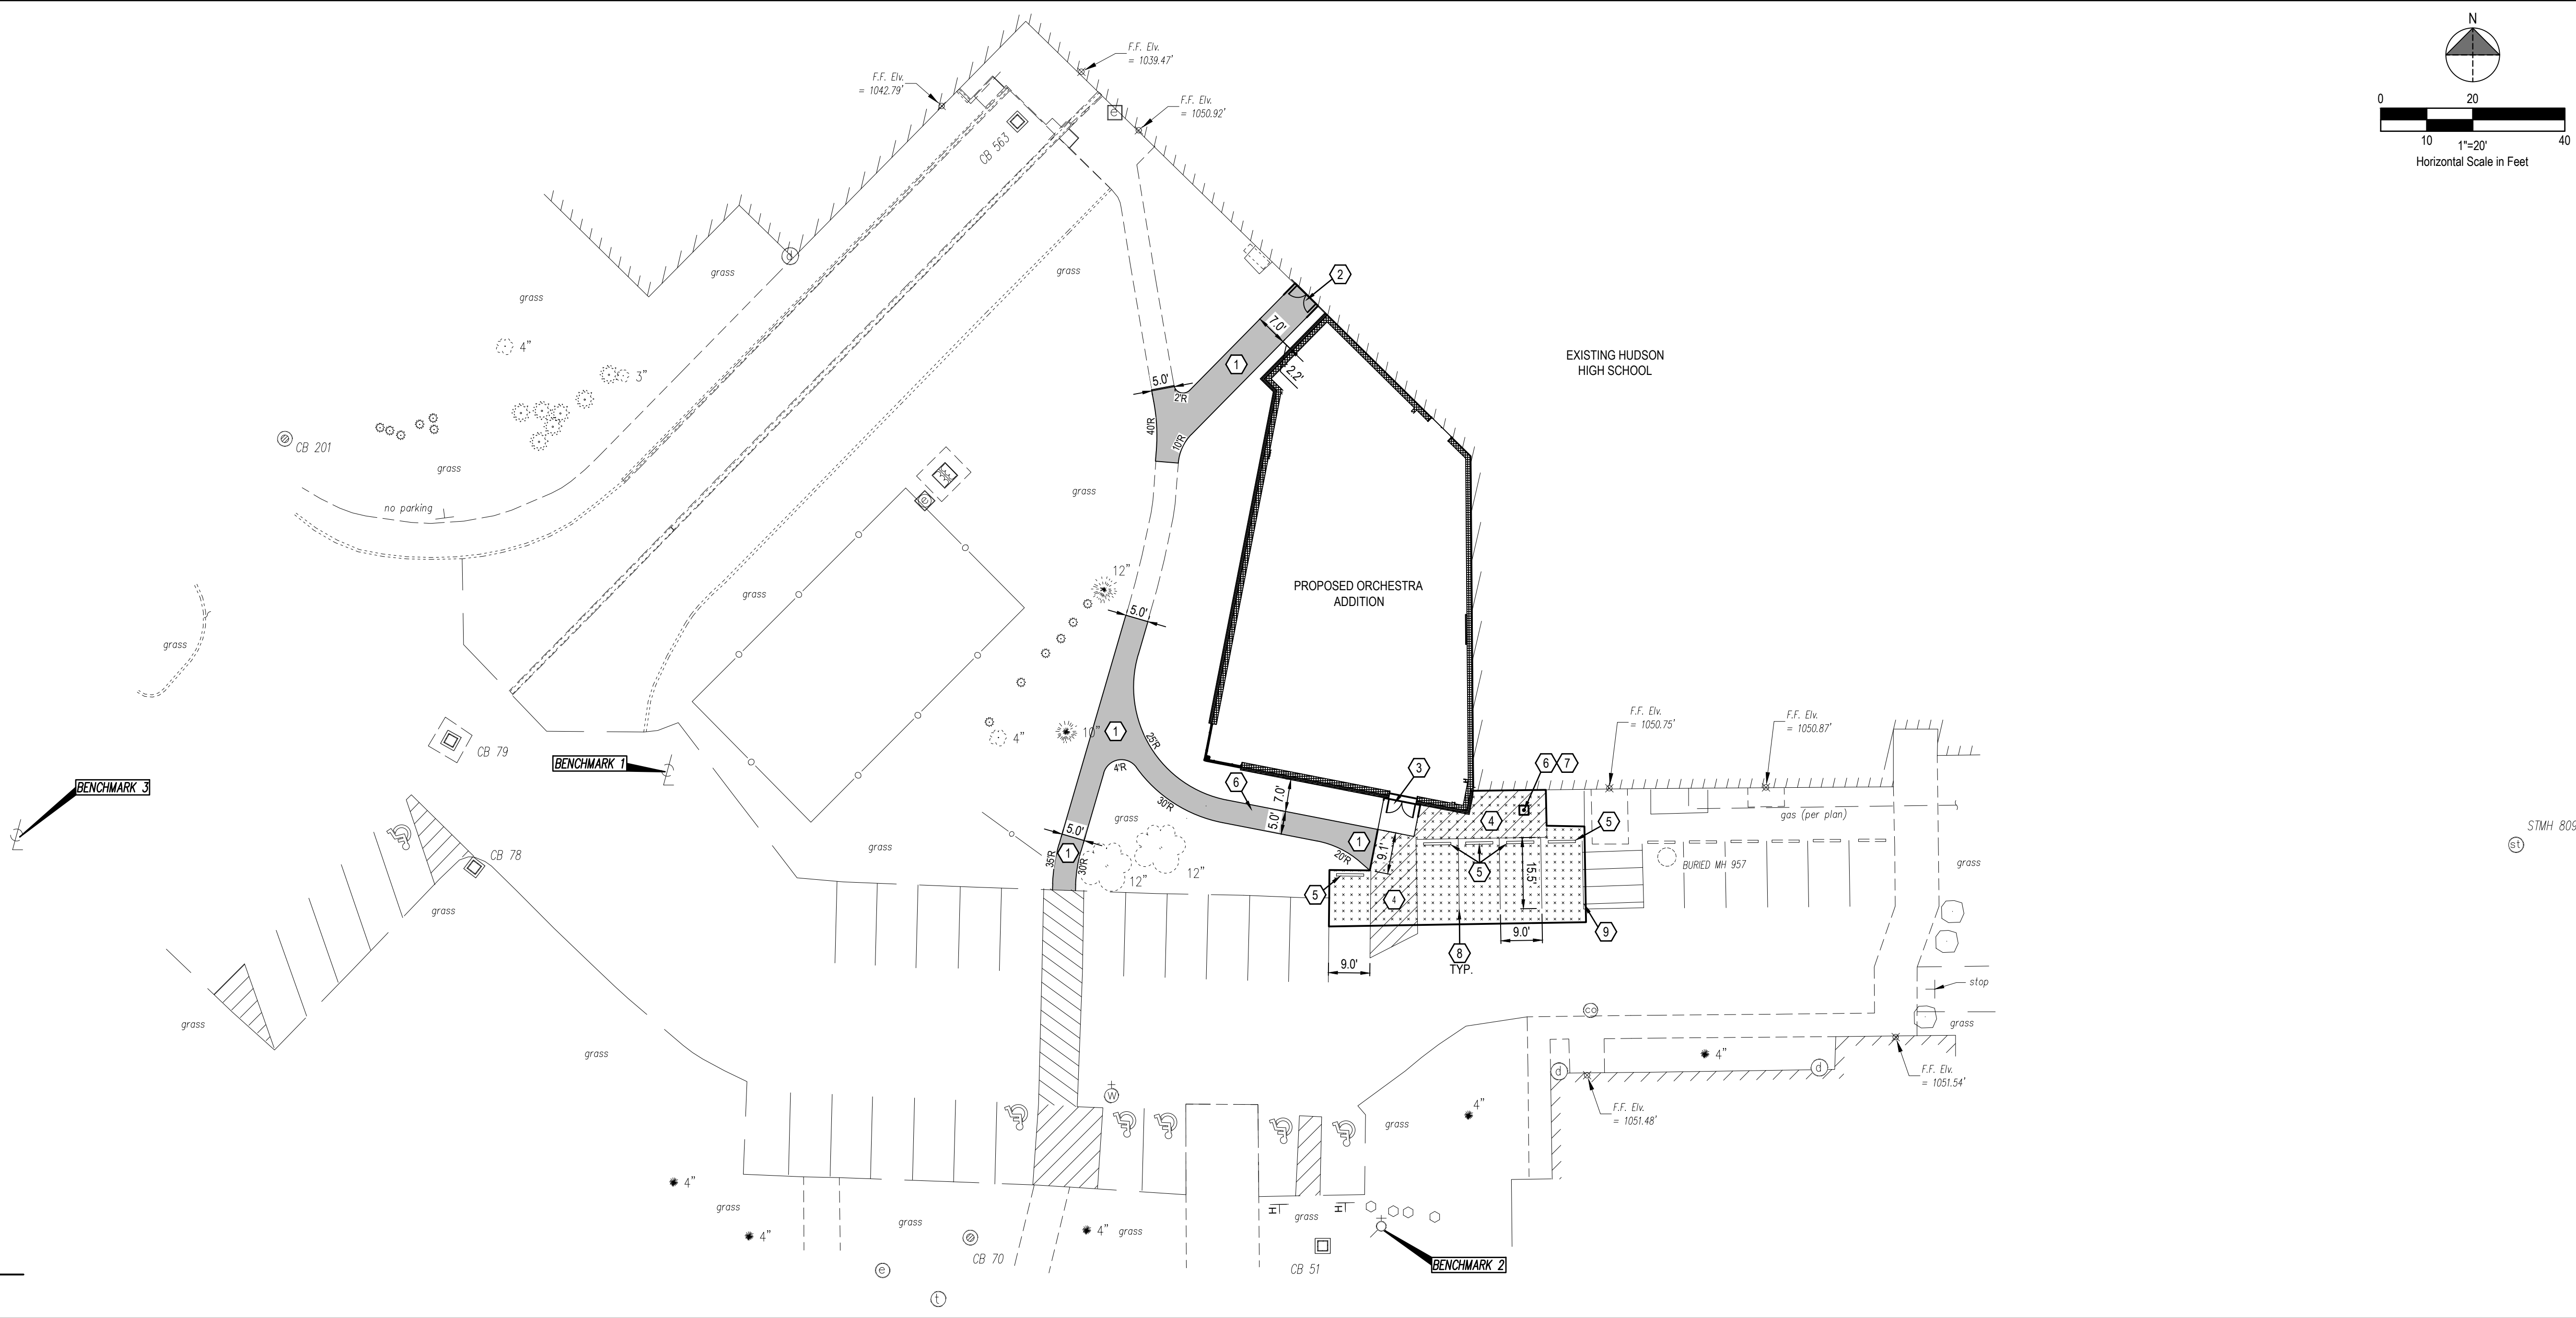 N
0 20
10 40
1"=20'
Horizontal Scale in Feet
F.F. Elv.
= 1039.47'
F.F. Elv.
= 1042.79'
F.F. Elv.
= 1050.92'
e
CB 563
d
grass
grass
grass
2
7.0'
1
2.2'
EXISTING HUDSON
HIGH SCHOOL
4"
3"
5.0'
2'R
40'R
10'R
CB 201
grass
no parking
grass
e
12"
PROPOSED ORCHESTRA
ADDITION
grass
5.0'
grass
4"
10"
1
25'R
4'R
30'R
F.F. Elv.
= 1050.75'
F.F. Elv.
= 1050.87'
CB 79
BENCHMARK 1
BENCHMARK 3
6
7.0'
5.0'
3
6 7
4
5
gas (per plan)
STMH 809
st
grass
5.0'
1
35'R
30'R
1
20'R
9.1'
5
15.5'
BURIED MH 957
grass
grass
CB 78
12"
12"
5
4
9.0'
8
TYP.
9
9.0'
grass
stop
grass
grass
grass
co
4"
d
d
F.F. Elv.
= 1051.54'
F.F. Elv.
= 1051.48'
W
4"
grass
4"
grass
4"
grass
4"
grass
grass
CB 70
CB 51
BENCHMARK 2
e
t